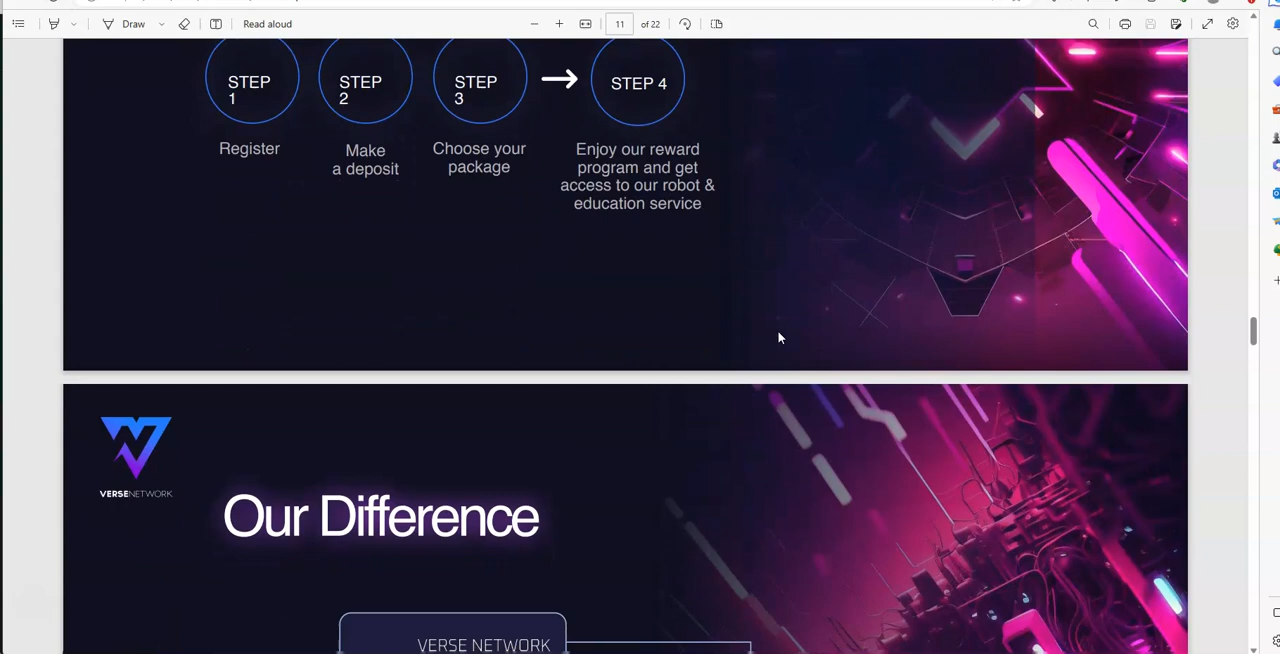 Draw
Read aloud
11
of 22
STEP
1
STEP
2
STEP
3
STEP 4
Register
Make
a deposit
Choose your
package
Enjoy our reward
program and get
access to our robot &
education service
VERSENETWORK
Our Difference
VERSE NETWORK